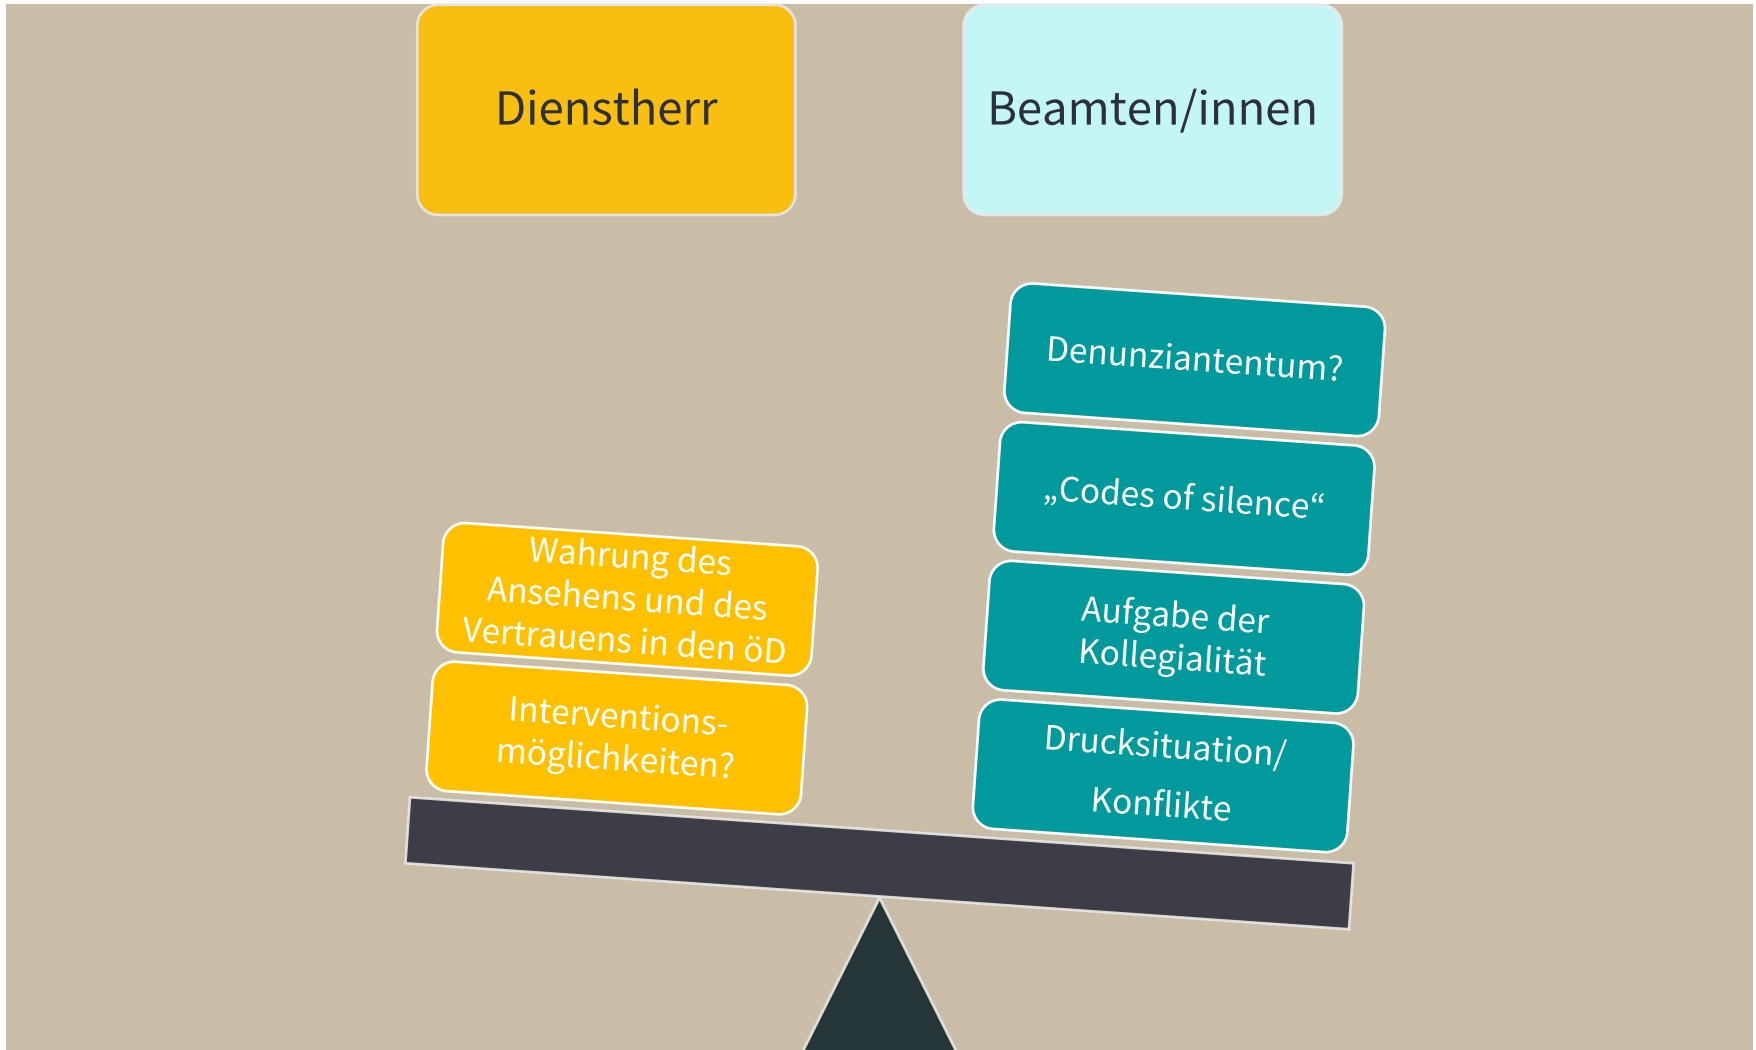 Dienstherr
Beamten/innen
Wahrung des
Ansehens und des
Vertrauens in den öD
Interventions-
möglichkeiten?
Denunziantentum?
„Codes of silence“
Aufgabe der
Kollegialität
Drucksituation/
Konflikte